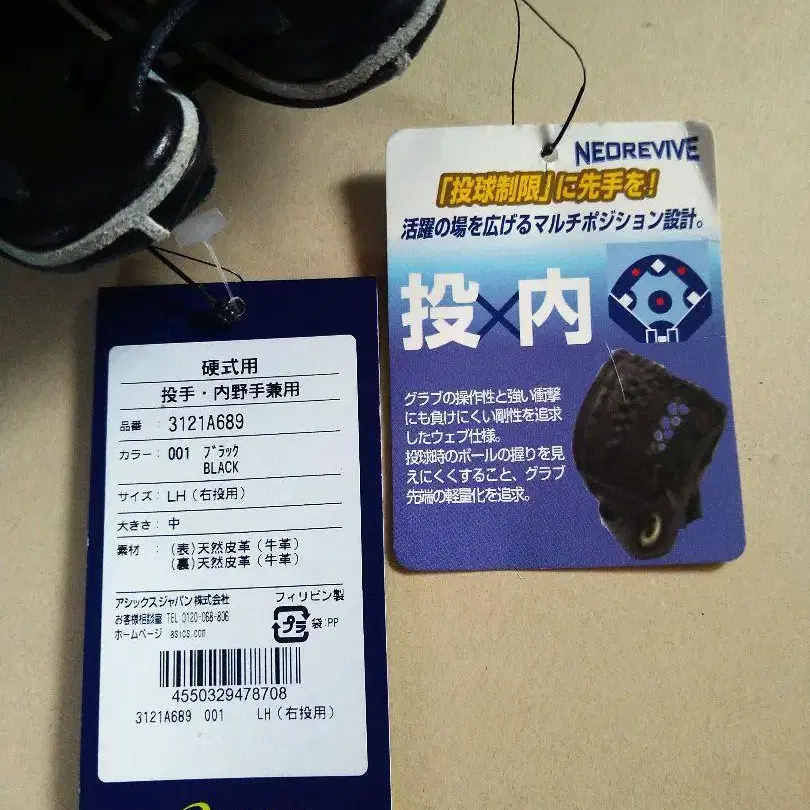 硬式用
投手・内野手兼用
品番 : 3121A689
カラー : 001 ブラック
BLACK
サイズ : LH（右投用）
大きさ : 中
素材 : （表）天然皮革（牛革）
（裏）天然皮革（牛革）
アシックスジャパン株式会社 フィリピン製
お客様相談室 TEL 0120-068-806
ホームページ asics.com
プラ 袋:PP
4550329478708
3121A689 001 LH（右投用）
NEOREVIVE
「投球制限」に先手を!
活躍の場を広げるマルチポジション設計。
投×内
グラブの操作性と強い衝撃
にも負けにくい剛性を追求
したウェブ仕様。
投球時のボールの握りを見
えにくくすること、グラブ
先端の軽量化を追求。